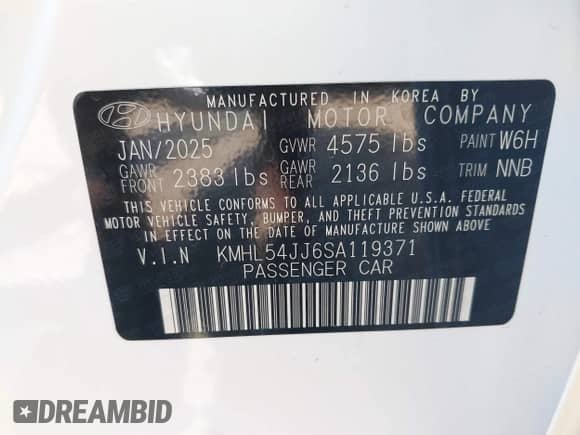 MANUFACTURED IN KOREA BY
HYUNDAI MOTOR COMPANY
JAN/2025 GVWR 4575 lbs PAINT W6H
GAWR FRONT 2383 lbs GAWR REAR 2136 lbs TRIM NNB
THIS VEHICLE CONFORMS TO ALL APPLICABLE U.S.A. FEDERAL
MOTOR VEHICLE SAFETY, BUMPER, AND THEFT PREVENTION STANDARDS
IN EFFECT ON THE DATE OF MANUFACTURE SHOWN ABOVE
V.I.N KMHL54JJ6SA119371
PASSENGER CAR
DREAMBID